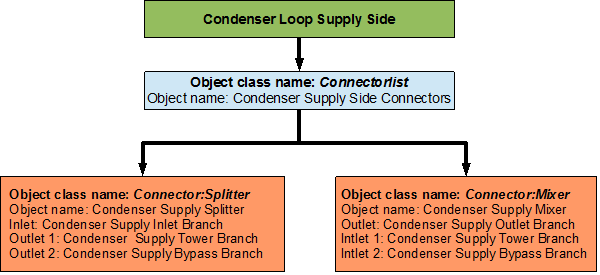 Condenser Loop Supply Side
Object class name: Connectorlist
Object name: Condenser Supply Side Connectors
Object class name: Connector:Splitter
Object name: Condenser Supply Splitter
Inlet: Condenser Supply Inlet Branch
Outlet 1: Condenser  Supply Tower Branch
Outlet 2: Condenser Supply Bypass Branch
Object class name: Connector:Mixer
Object name: Condenser Supply Mixer
Outlet: Condenser Supply Outlet Branch
Intlet 1: Condenser Supply Tower Branch
Intlet 2: Condenser Supply Bypass Branch